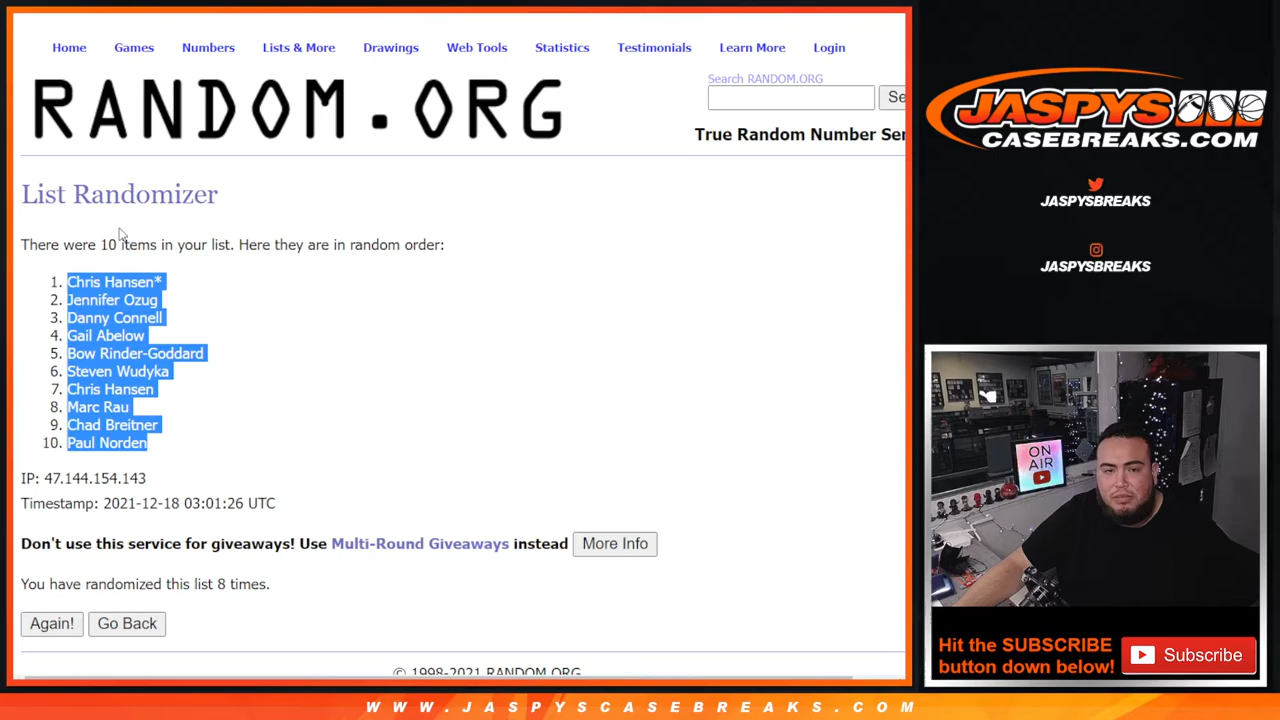 Home Games Numbers Lists & More Drawings Web Tools Statistics Testimonials Learn More Login
RANDOM.ORG
Search RANDOM.ORG
Se
True Random Number Ser
List Randomizer
There were 10 items in your list. Here they are in random order:
1. Chris Hansen*
2. Jennifer Ozug
3. Danny Connell
4. Gail Abelow
5. Bow Rinder-Goddard
6. Steven Wudyka
7. Chris Hansen
8. Marc Rau
9. Chad Breitner
10. Paul Norden
IP: 47.144.154.143
Timestamp: 2021-12-18 03:01:26 UTC
Don't use this service for giveaways! Use Multi-Round Giveaways instead More Info
You have randomized this list 8 times.
Again! Go Back
© 1998-2021 RANDOM.ORG
JASPYS
CASEBREAKS.COM
JASPYSBREAKS
JASPYSBREAKS
ON
AIR
Hit the SUBSCRIBE
button down below!
Subscribe
WWW.JASPYSCASEBREAKS.COM